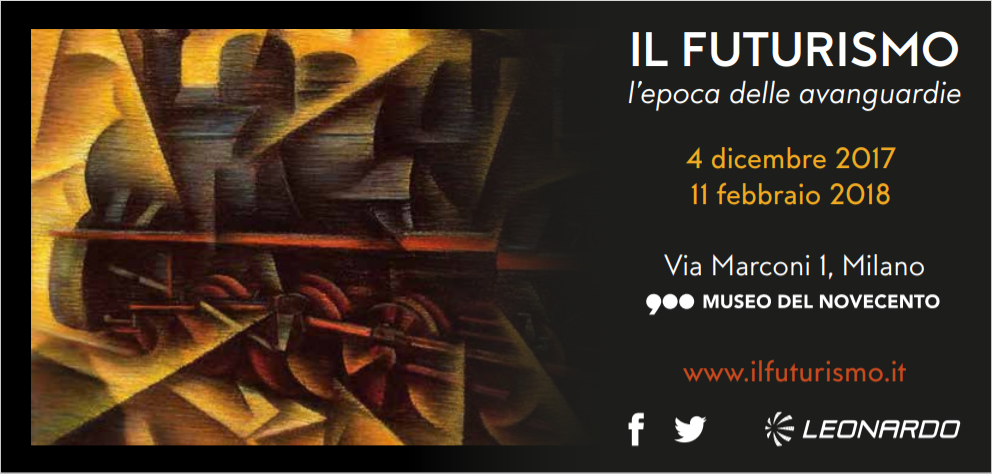 IL FUTURISMO
l'epoca delle avanguardie
4 dicembre 2017
11 febbraio 2018
Via Marconi 1, Milano
900 MUSEO DEL NOVECENTO
www.ilfuturismo.it
LEONARDO